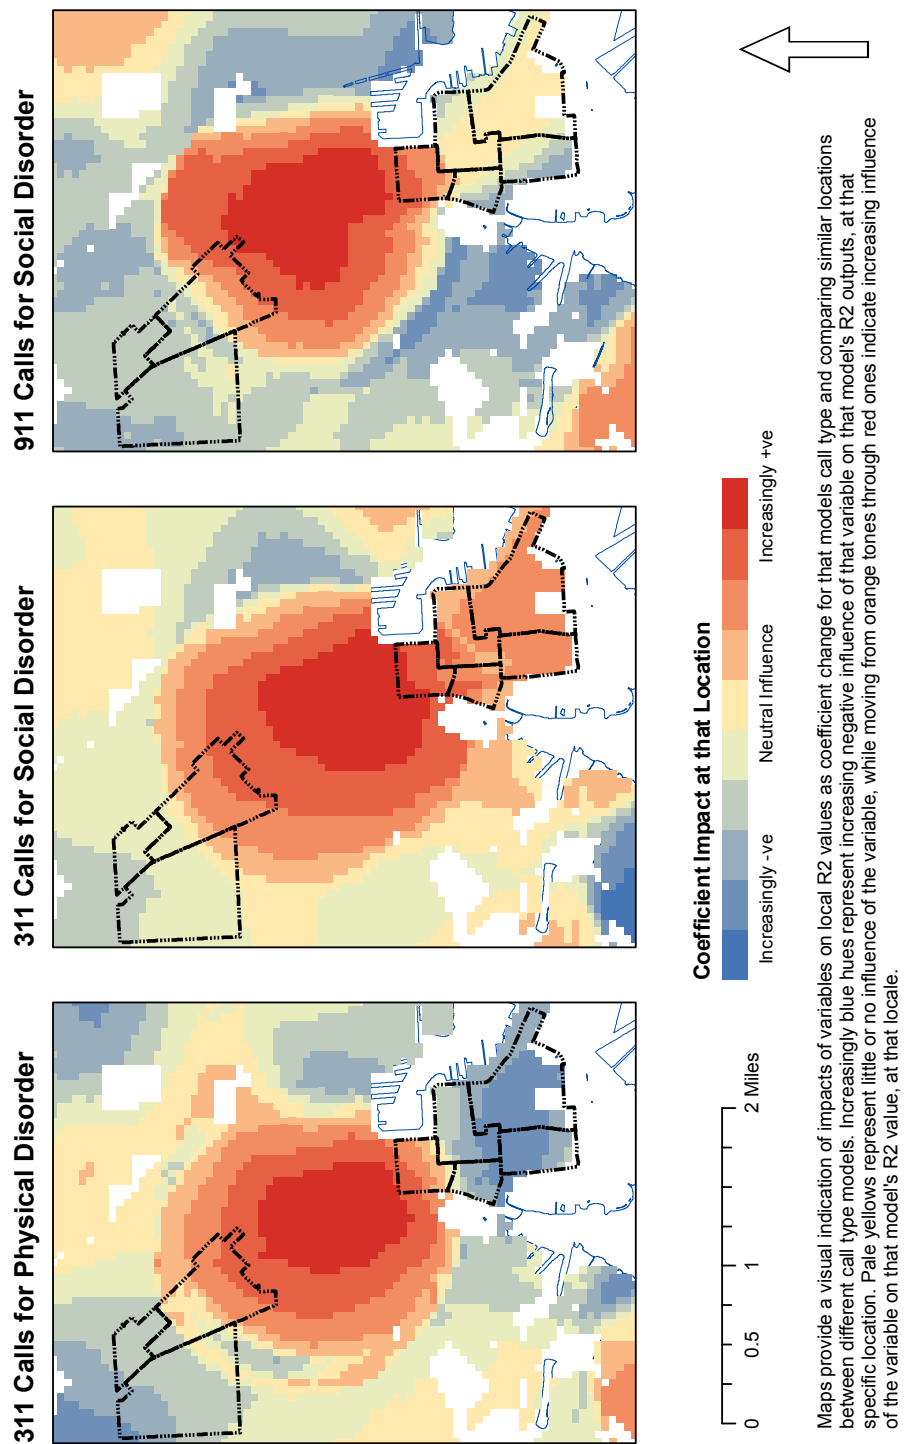 311 Calls for Physical Disorder
311 Calls for Social Disorder
911 Calls for Social Disorder
0 0.5 1 2 Miles
Coefficient Impact at that Location
Increasingly -ve Neutral Influence Increasingly +ve
Maps provide a visual indication of impacts of variables on local R2 values as coefficient change for that models call type and comparing similar locations
between different call type models. Increasingly blue hues represent increasing negative influence of that variable on that model's R2 outputs, at that
specific location. Pale yellows represent little or no influence of the variable, while moving from orange tones through red ones indicate increasing influence
of the variable on that model's R2 value, at that locale.